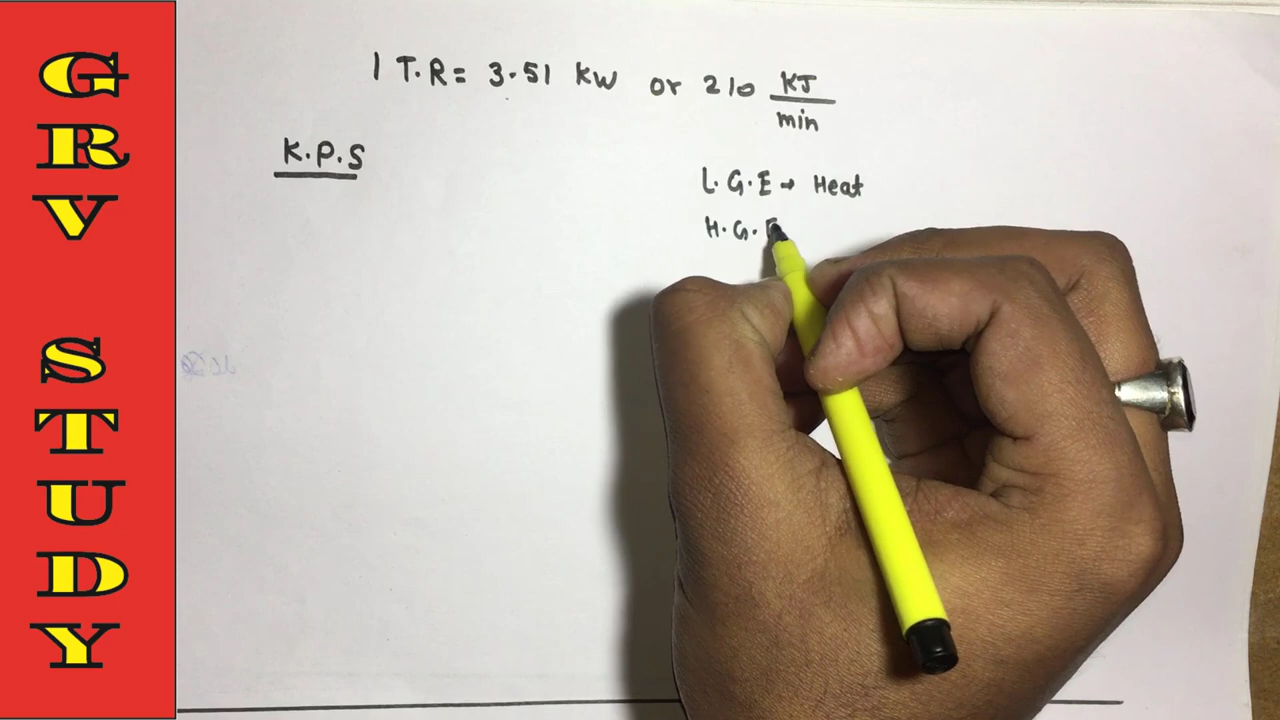 GRV STUDY
1 T.R = 3.51 KW or 210 KJ/min
K.P.S
L.G.E → Heat
H.G.